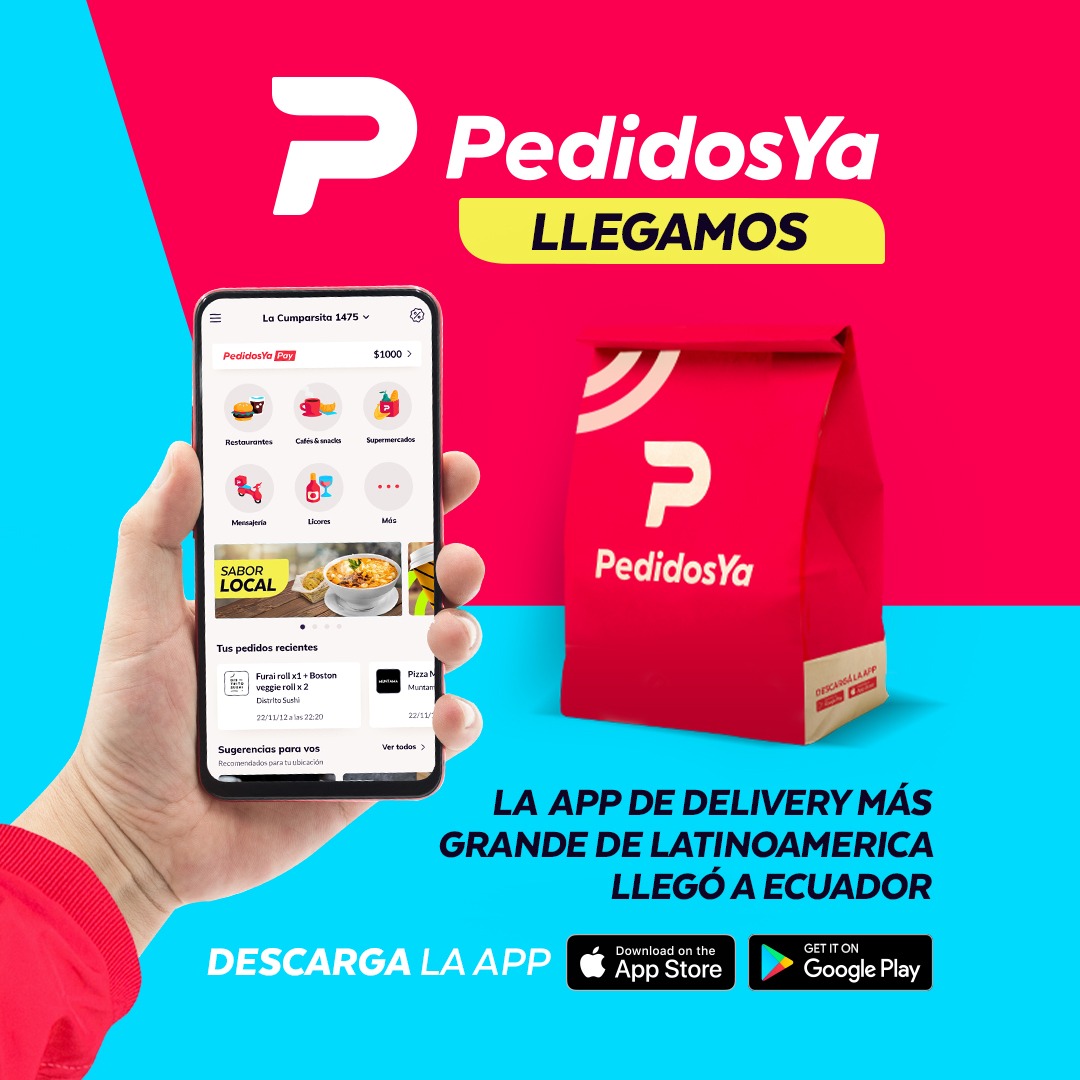 PedidosYa
LLEGAMOS
La Cumparsita 1475
PedidosYa Pay
$1000
Restaurantes
Cafés & snacks
Supermercados
Mensajería
Licores
Más
SABOR
LOCAL
Tus pedidos recientes
Furai roll x1 + Boston
veggie roll x 2
Distrito Sushi
22/11/12 a las 22:20
MUNTAMA
Pizza M
Muntam
22/11/1
Sugerencias para vos
Ver todos
Recomendados para tu ubicación
P
PedidosYa
DESCARGÁ LA APP
LA APP DE DELIVERY MÁS
GRANDE DE LATINOAMERICA
LLEGÓ A ECUADOR
DESCARGA LA APP
Download on the
App Store
GET IT ON
Google Play